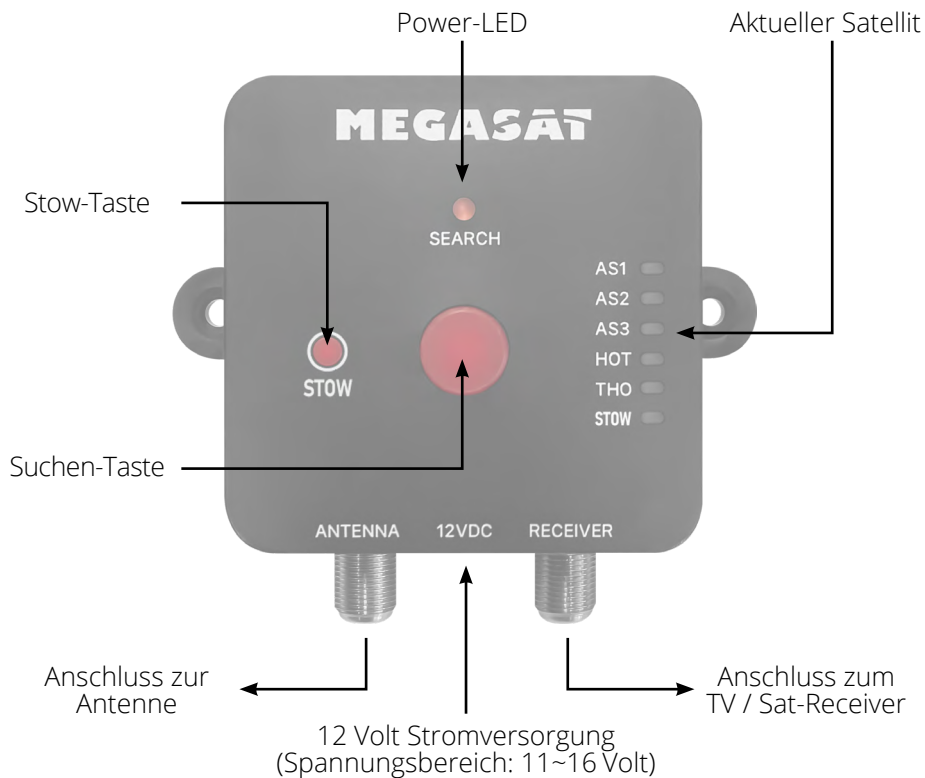 Power-LED
Aktueller Satellit
MEGASAT
Stow-Taste
SEARCH
AS1
AS2
AS3
HOT
THO
STOW
STOW
Suchen-Taste
ANTENNA 12VDC RECEIVER
Anschluss zur
Antenne
Anschluss zum
TV / Sat-Receiver
12 Volt Stromversorgung
(Spannungsbereich: 11~16 Volt)